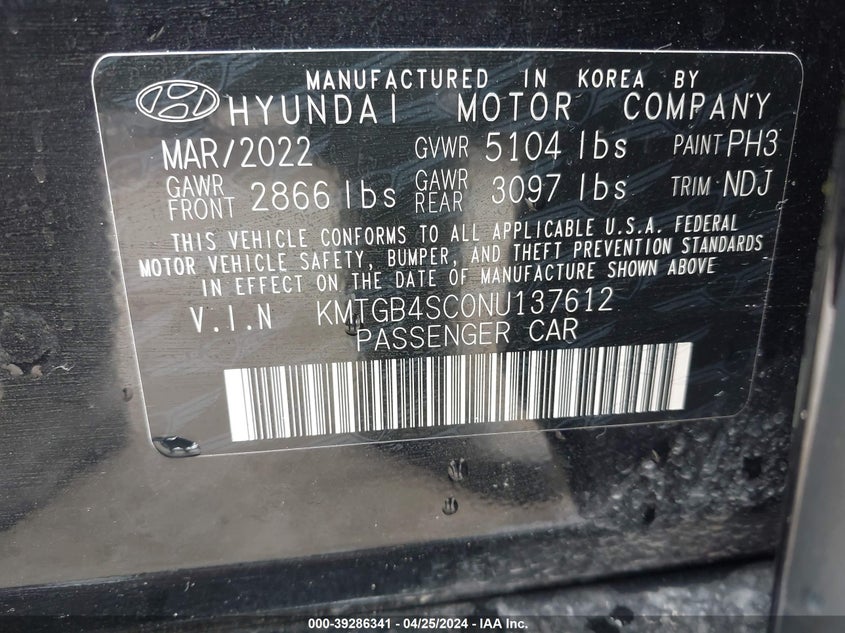 MANUFACTURED IN KOREA BY
HYUNDAI MOTOR COMPANY
MAR/2022 GVWR 5104 lbs PAINT PH3
GAWR FRONT 2866 lbs GAWR REAR 3097 lbs TRIM NDJ
THIS VEHICLE CONFORMS TO ALL APPLICABLE U.S.A. FEDERAL
MOTOR VEHICLE SAFETY, BUMPER, AND THEFT PREVENTION STANDARDS
IN EFFECT ON THE DATE OF MANUFACTURE SHOWN ABOVE
V.I.N KMTGB4SC0NU137612
PASSENGER CAR
000-39286341 - 04/25/2024 - IAA Inc.